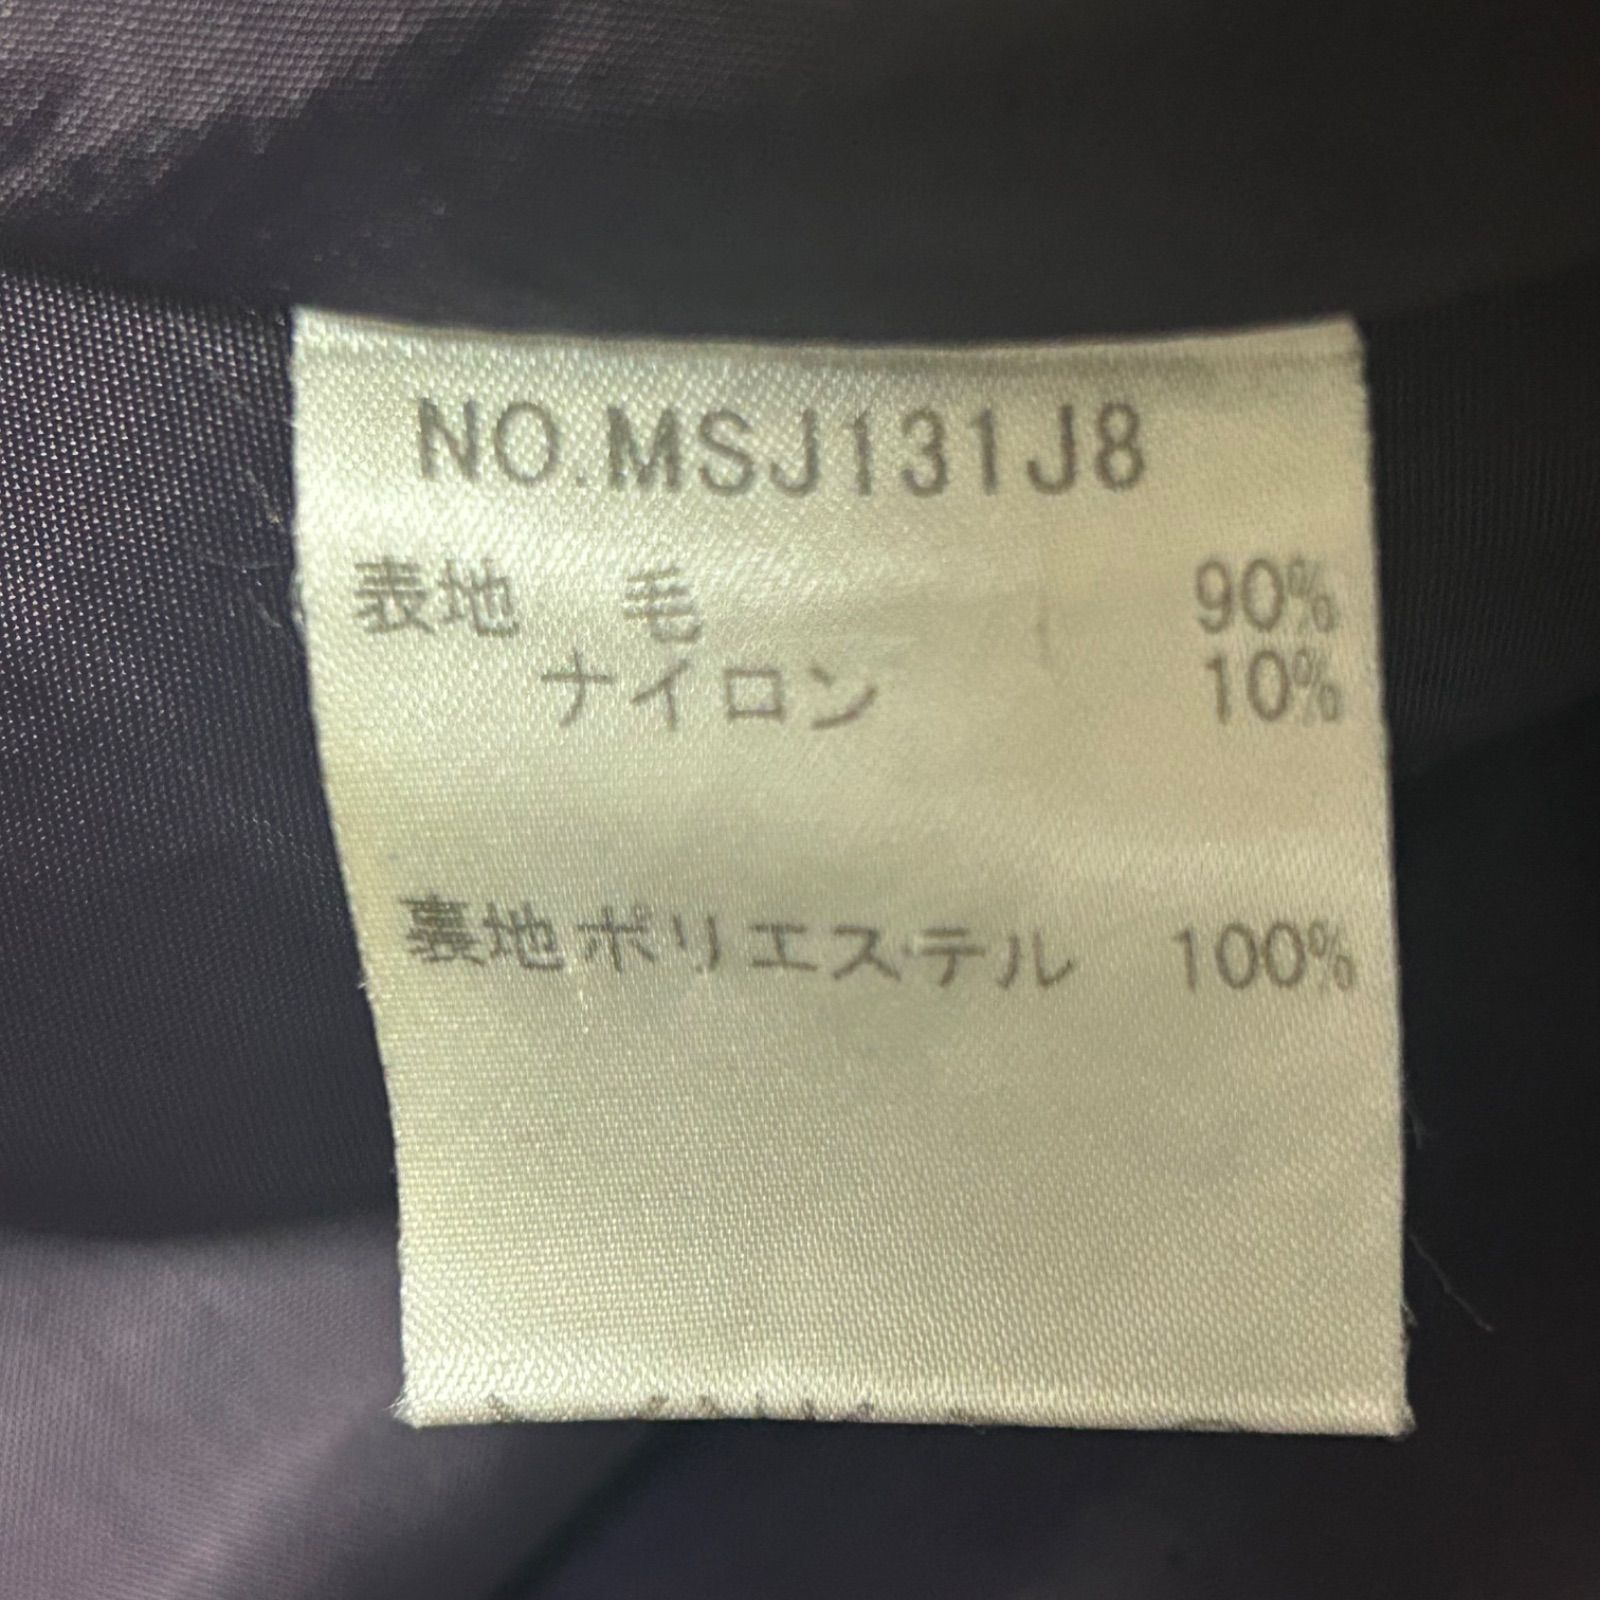 NO.MSJ131J8
表地 毛 90%
ナイロン 10%
裏地ポリエステル 100%